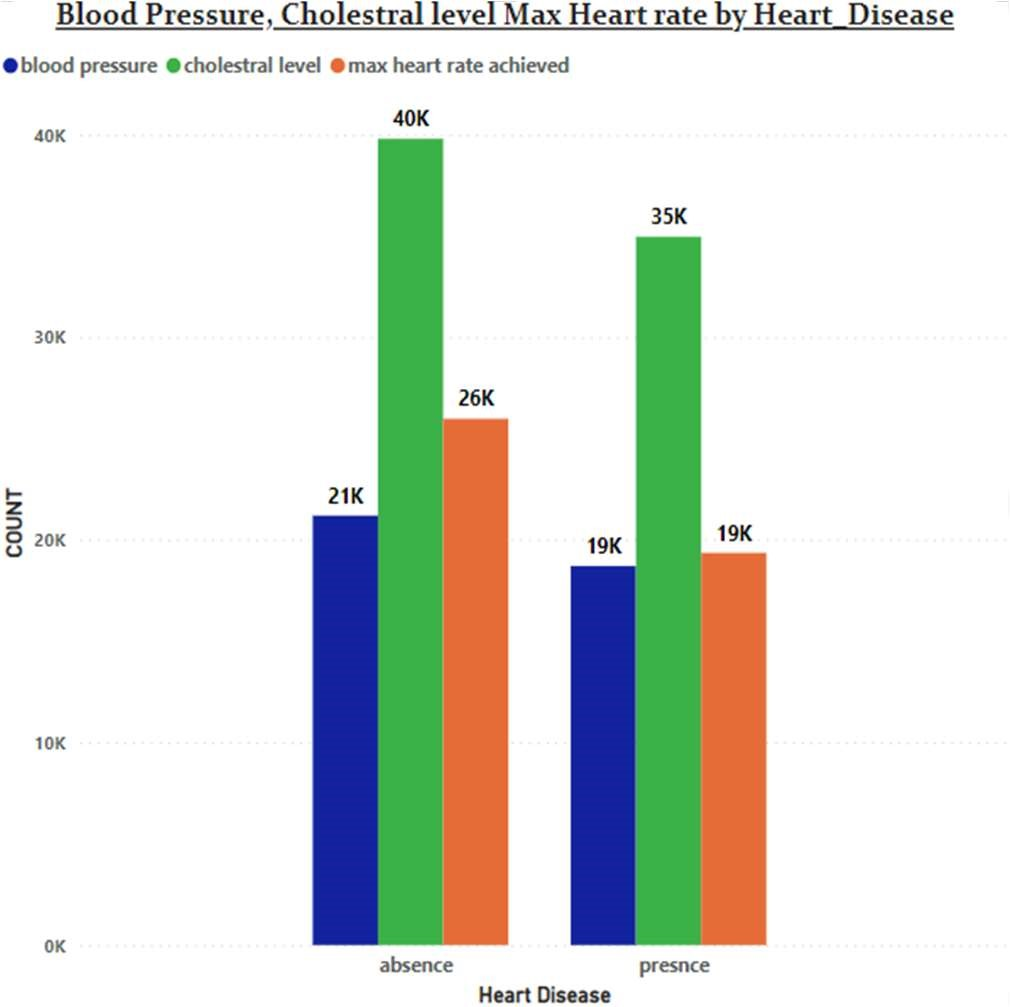 Blood Pressure, Cholestral level Max Heart rate by Heart_Disease
blood pressure cholestral level max heart rate achieved
40K
40K
35K
30K
26K
21K
COUNT
20K
19K
19K
10K
0K
absence presnce
Heart Disease